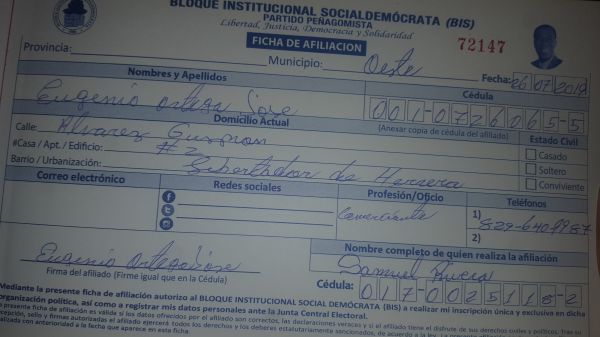 BLOQUE INSTITUCIONAL SOCIALDEMÓCRATA (BIS)
PARTIDO PEÑAGOMISTA
Libertad, Justicia, Democracia y Solidaridad
FICHA DE AFILIACION
72147
Provincia:
Municipio: Oeste
Fecha: 26 07 2018
Nombres y Apellidos
Cédula
Eugenio Ortega Jose
001-0726065-5
Domicilio Actual
(Anexar copia de cédula del afiliado)
Estado Civil
Calle: Alvarez Guzman
#Casa / Apt. / Edificio: # 2
Barrio / Urbanización: Libertador de Herrera
Casado
Soltero
Conviviente
Correo electrónico
Redes sociales
Profesión/Oficio
Teléfonos
Comerciante
1) 829-6409987
2)
Eugenio Ortega Jose
Firma del afiliado (Firme igual que en la Cédula)
Nombre completo de quien realiza la afiliación
Samuel Rivera
Cédula: 017-0025118-2
Mediante la presente ficha de afiliación autorizo al BLOQUE INSTITUCIONAL SOCIAL DEMÓCRATA (BIS) a realizar mi inscripción única y exclusiva en dicha
organización política, así como a registrar mis datos personales ante la Junta Central Electoral.